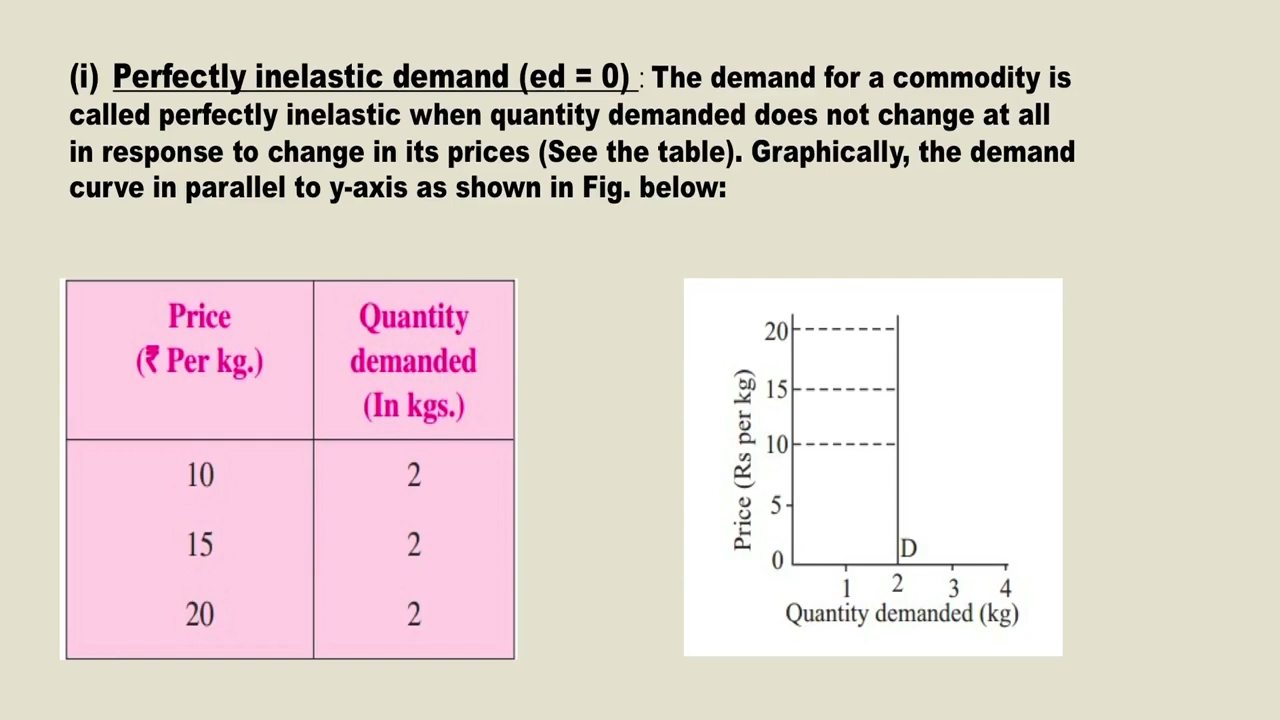 (i) Perfectly inelastic demand (ed = 0) : The demand for a commodity is
called perfectly inelastic when quantity demanded does not change at all
in response to change in its prices (See the table). Graphically, the demand
curve in parallel to y-axis as shown in Fig. below:
Price
(₹ Per kg.)
Quantity
demanded
(In kgs.)
10 2
15 2
20 2
Price (Rs per kg)
20
15
10
5
0
D
1 2 3 4
Quantity demanded (kg)